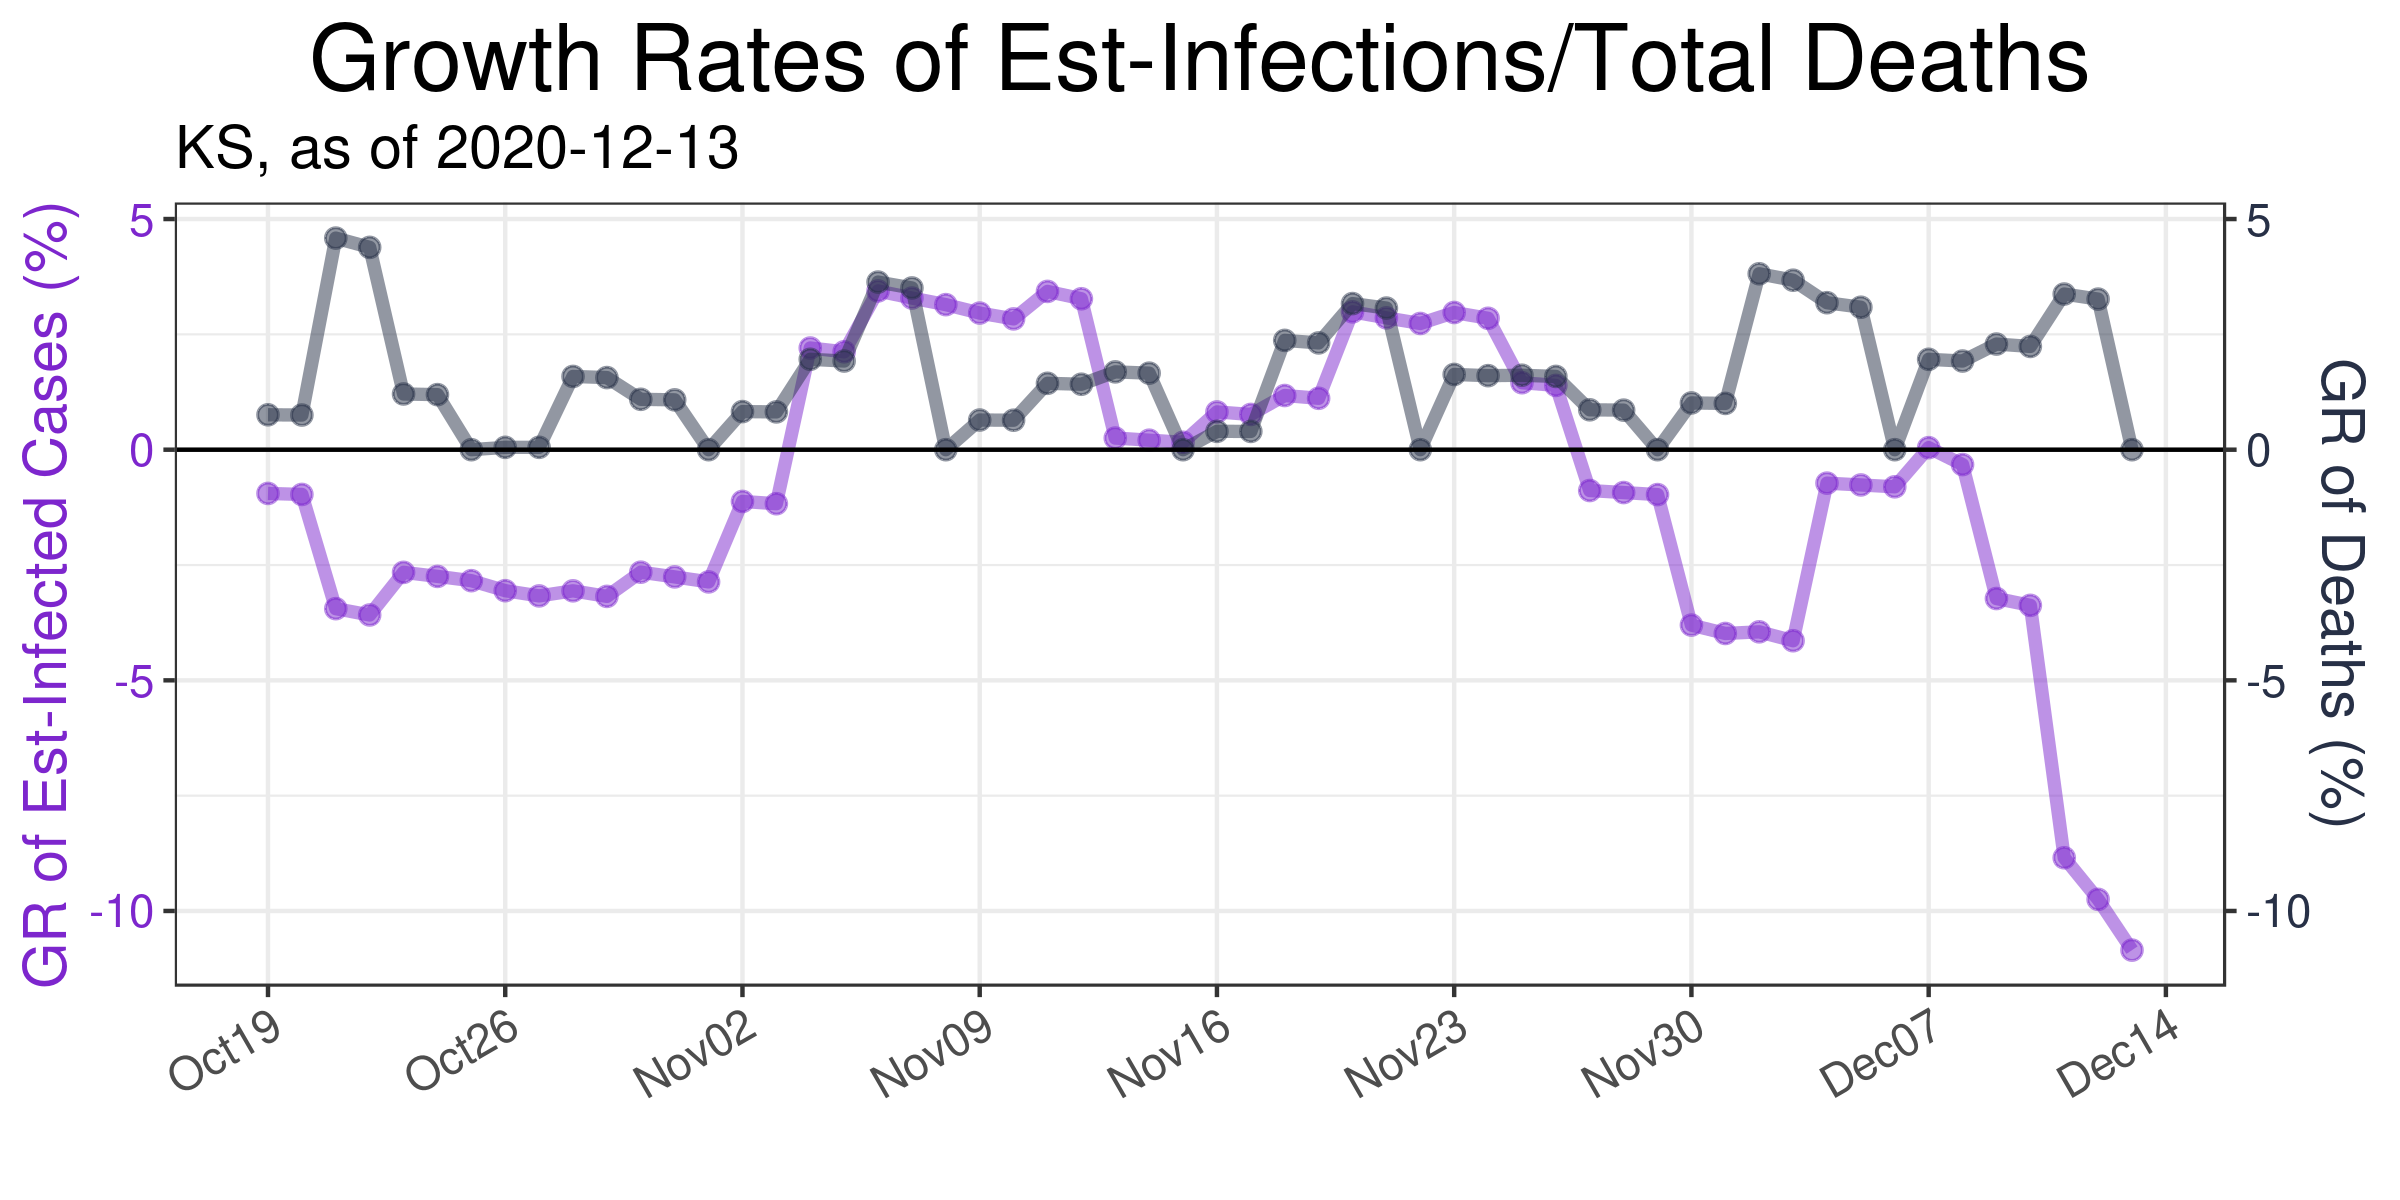 Growth Rates of Est-Infections/Total Deaths
KS, as of 2020-12-13
GR of Est-Infected Cases (%)
5
0
-5
-10
5
0
-5
-10
GR of Deaths (%)
Oct19
Oct26
Nov02
Nov09
Nov16
Nov23
Nov30
Dec07
Dec14